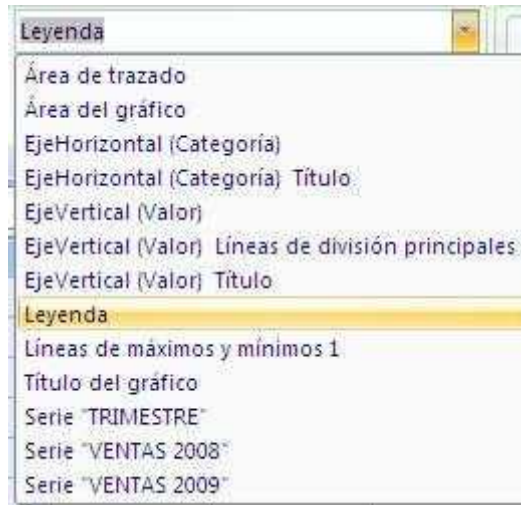 Leyenda
Área de trazado
Área del gráfico
EjeHorizontal (Categoría)
EjeHorizontal (Categoría) Título
EjeVertical (Valor)
EjeVertical (Valor) Líneas de división principales
EjeVertical (Valor) Título
Leyenda
Líneas de máximos y mínimos 1
Título del gráfico
Serie "TRIMESTRE"
Serie "VENTAS 2008"
Serie "VENTAS 2009"